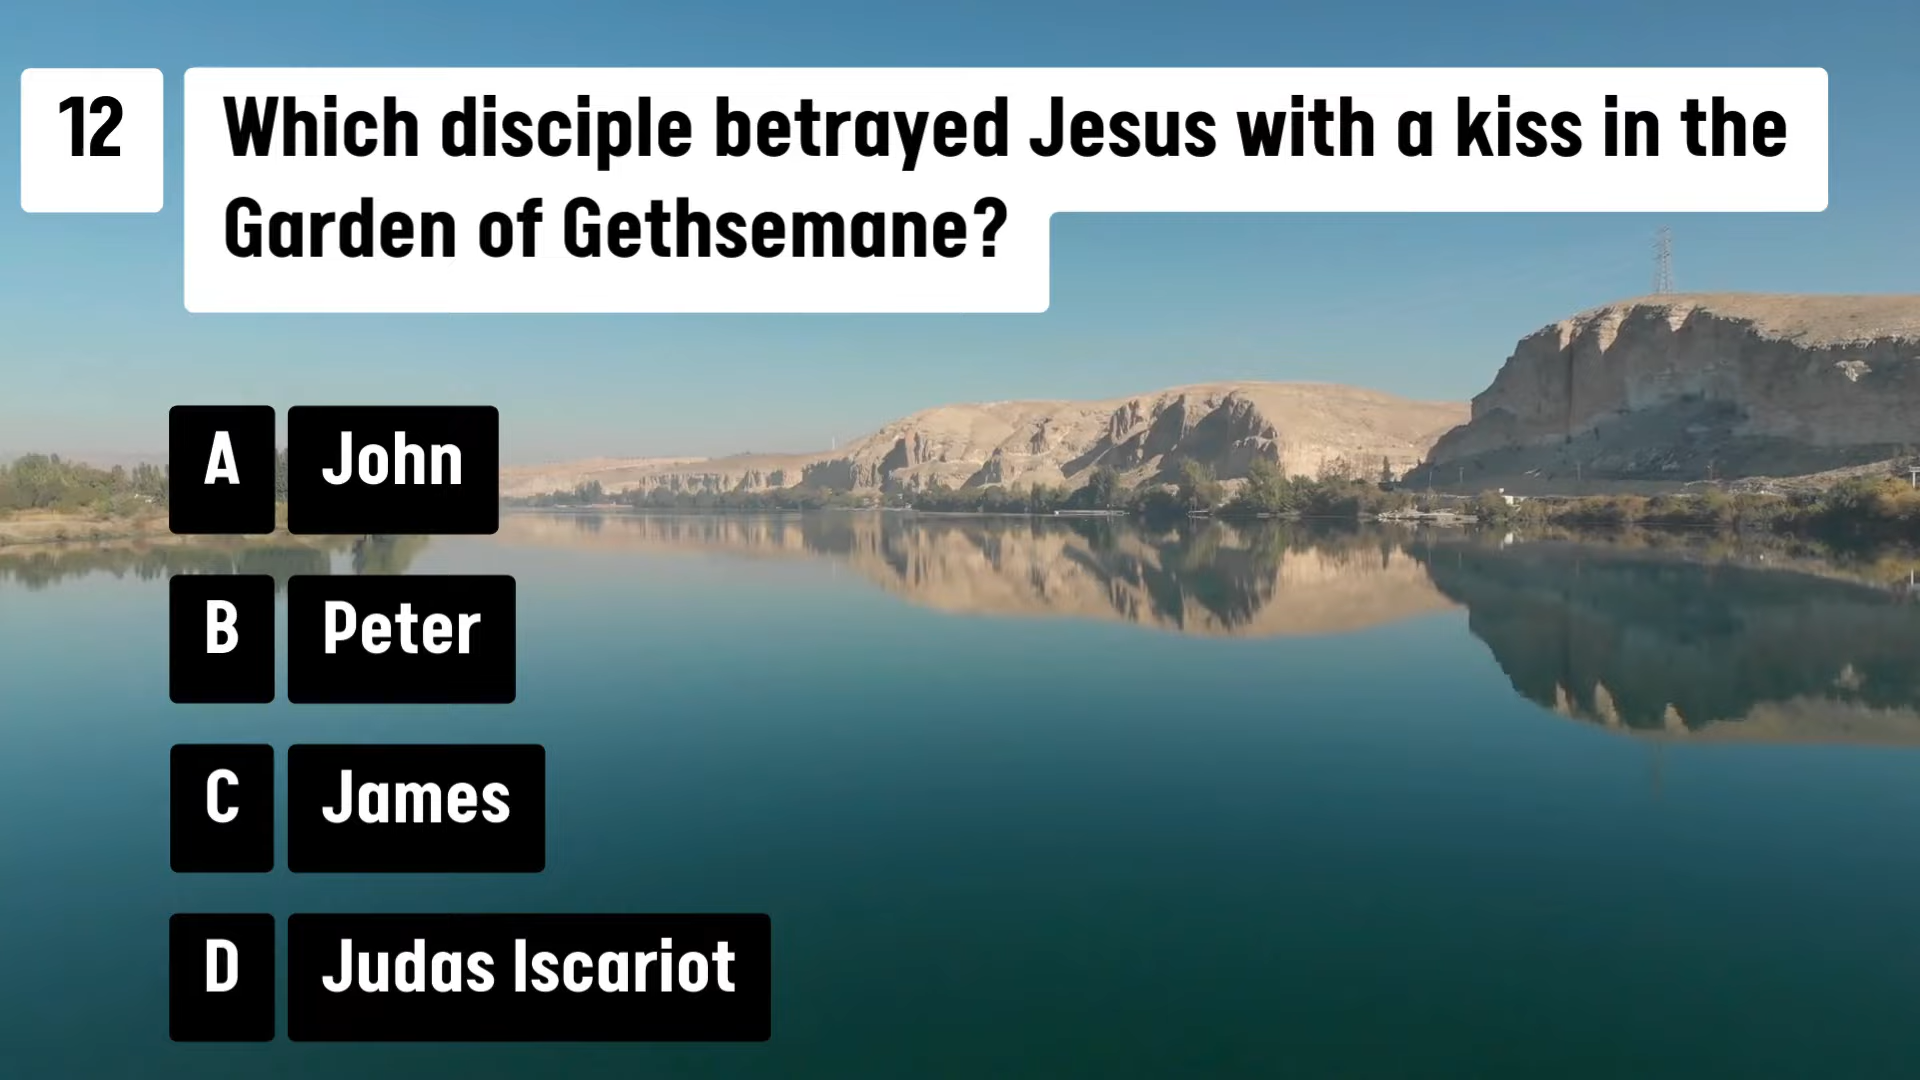 12
Which disciple betrayed Jesus with a kiss in the
Garden of Gethsemane?
A John
B Peter
C James
D Judas Iscariot